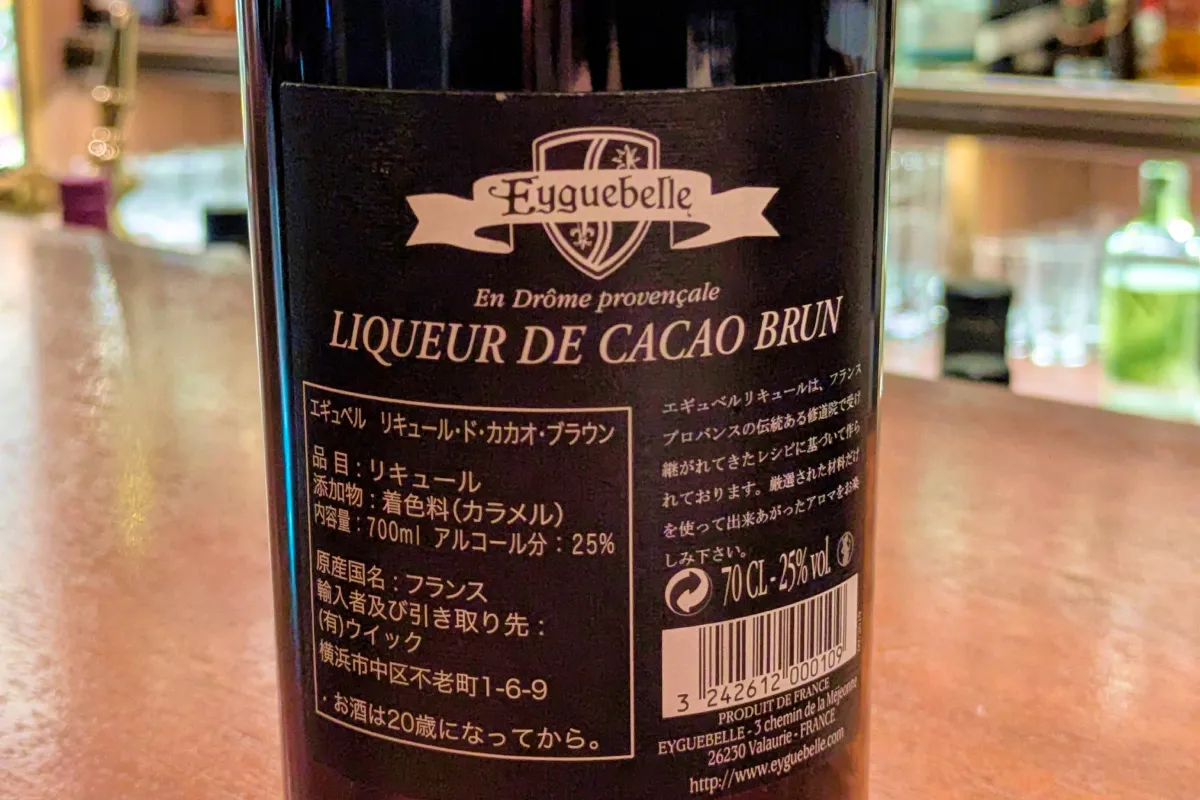 Eyguebelle
En Drôme provençale
LIQUEUR DE CACAO BRUN
エギュベル リキュール・ド・カカオ・ブラウン
品目:リキュール
添加物:着色料(カラメル)
内容量:700ml アルコール分:25%
原産国名:フランス
輸入者及び引き取り先:
(有)ウイック
横浜市中区不老町1-6-9
・お酒は20歳になってから。
エギュベルリキュールは、フランス
プロバンスの伝統ある修道院で受け
継がれてきたレシピに基づいて作ら
れております。厳選された材料だけ
を使って出来あがったアロマをお楽
しみ下さい。
70 CL - 25% vol.
3 242612 000109
PRODUIT DE FRANCE
EYGUEBELLE - 3 chemin de la Méjeonne
26230 Valaurie - FRANCE
http://www.eyguebelle.com